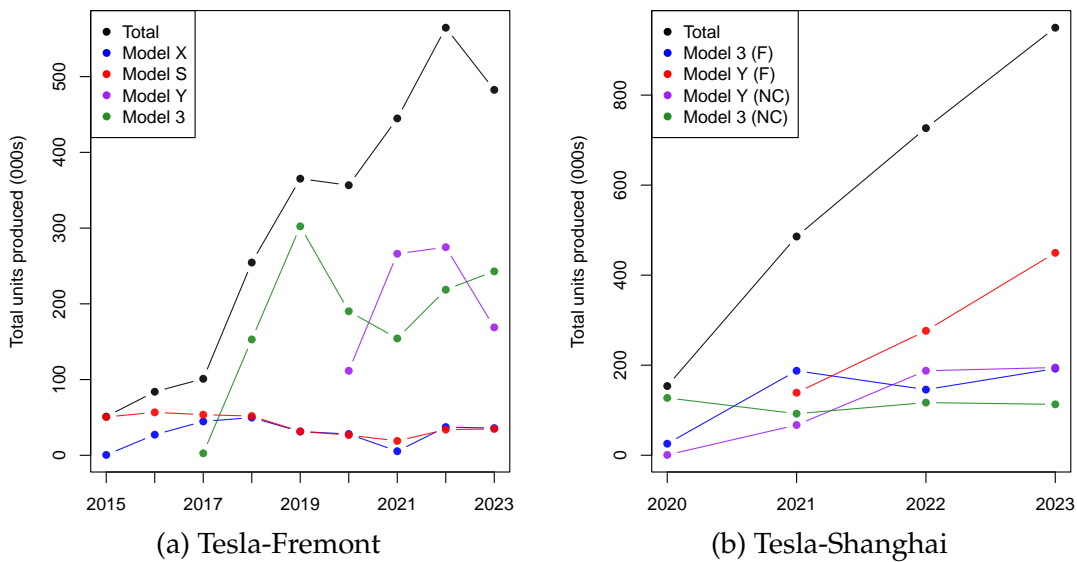 Total
Model X
Model S
Model Y
Model 3
Total units produced (000s)
500
400
300
200
100
0
2015
2017
2019
2021
2023
(a) Tesla-Fremont
Total
Model 3 (F)
Model Y (F)
Model Y (NC)
Model 3 (NC)
Total units produced (000s)
800
600
400
200
0
2020
2021
2022
2023
(b) Tesla-Shanghai